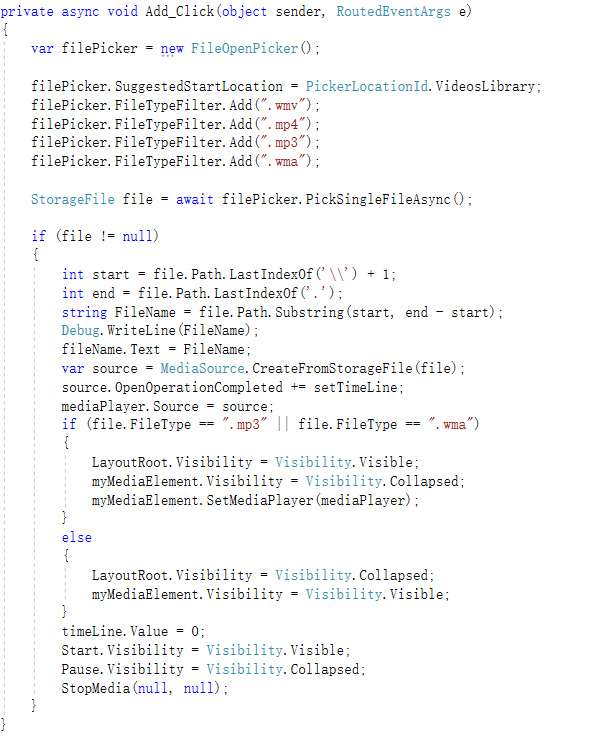 private async void Add_Click(object sender, RoutedEventArgs e)
{
    var filePicker = new FileOpenPicker();

    filePicker.SuggestedStartLocation = PickerLocationId.VideosLibrary;
    filePicker.FileTypeFilter.Add(".wmv");
    filePicker.FileTypeFilter.Add(".mp4");
    filePicker.FileTypeFilter.Add(".mp3");
    filePicker.FileTypeFilter.Add(".wma");

    StorageFile file = await filePicker.PickSingleFileAsync();

    if (file != null)
    {
        int start = file.Path.LastIndexOf('\\') + 1;
        int end = file.Path.LastIndexOf('.');
        string FileName = file.Path.Substring(start, end - start);
        Debug.WriteLine(FileName);
        fileName.Text = FileName;
        var source = MediaSource.CreateFromStorageFile(file);
        source.OpenOperationCompleted += setTimeLine;
        mediaPlayer.Source = source;
        if (file.FileType == ".mp3" || file.FileType == ".wma")
        {
            LayoutRoot.Visibility = Visibility.Visible;
            myMediaElement.Visibility = Visibility.Collapsed;
            myMediaElement.SetMediaPlayer(mediaPlayer);
        }
        else
        {
            LayoutRoot.Visibility = Visibility.Collapsed;
            myMediaElement.Visibility = Visibility.Visible;
        }
        timeLine.Value = 0;
        Start.Visibility = Visibility.Visible;
        Pause.Visibility = Visibility.Collapsed;
        StopMedia(null, null);
    }
}